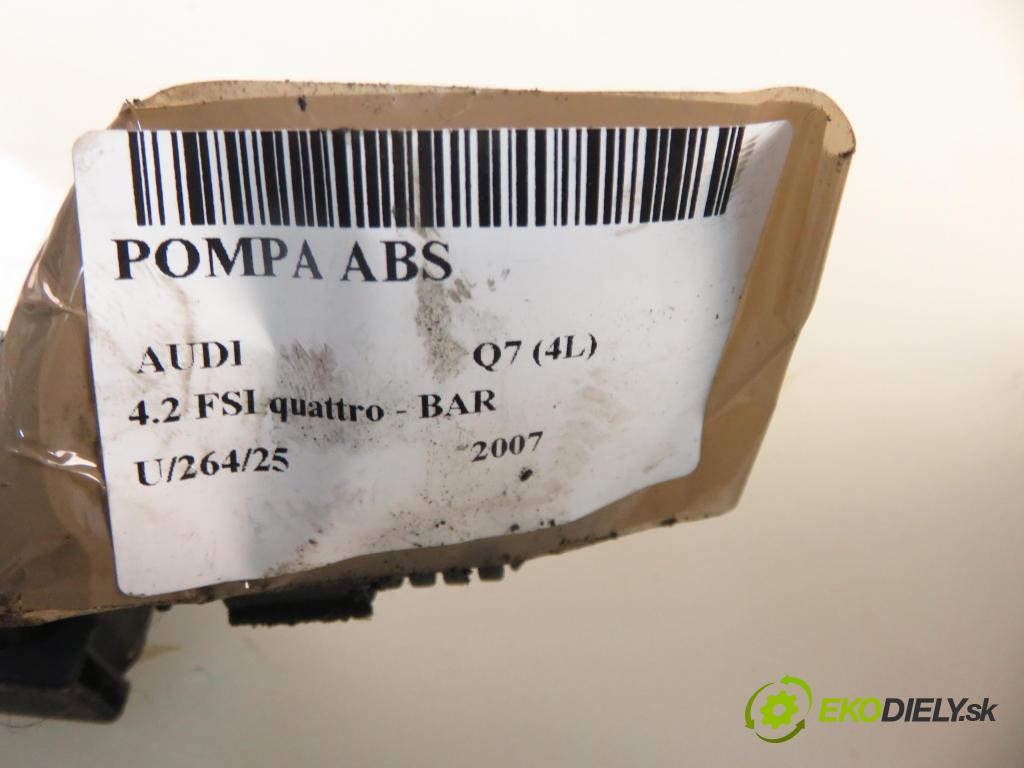 POMPA ABS
AUDI Q7 (4L)
4.2 FSI quattro - BAR
U/264/25 2007
EKODIELY.sk